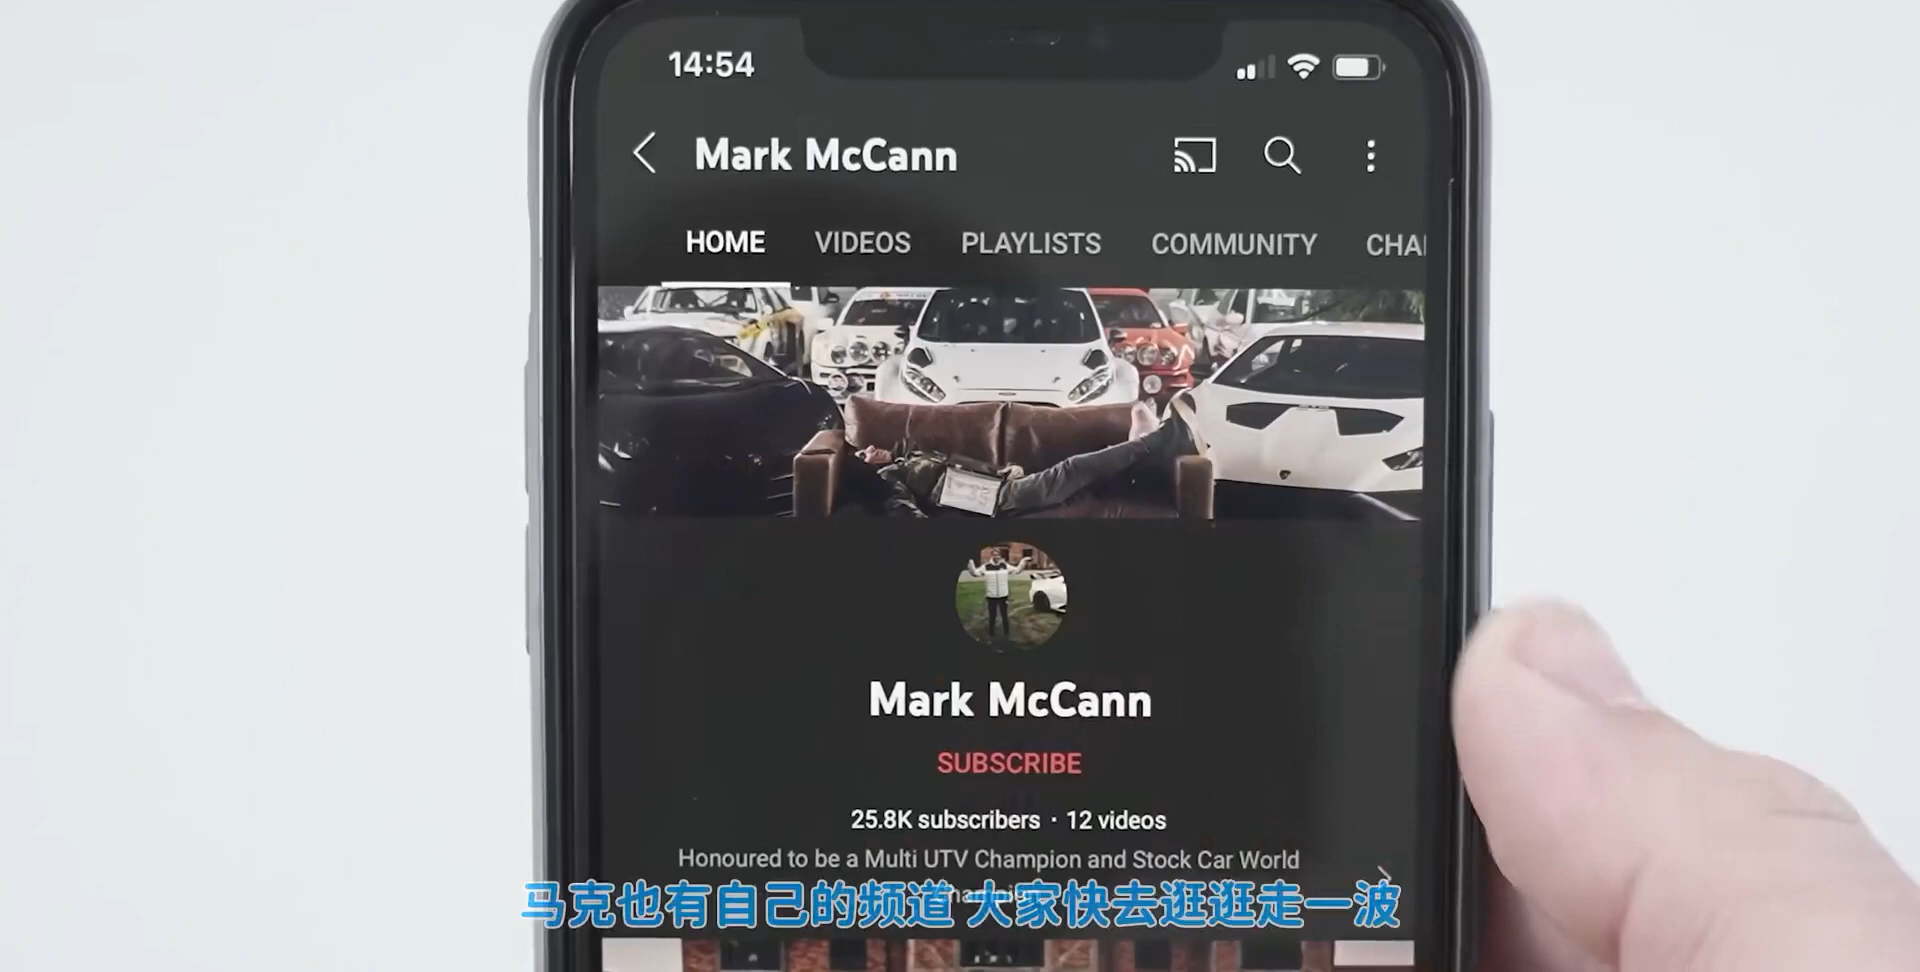 14:54
Mark McCann
HOME VIDEOS PLAYLISTS COMMUNITY CHA
Mark McCann
SUBSCRIBE
25.8K subscribers · 12 videos
Honoured to be a Multi UTV Champion and Stock Car World
马克也有自己的频道 大家快去逛逛走一波